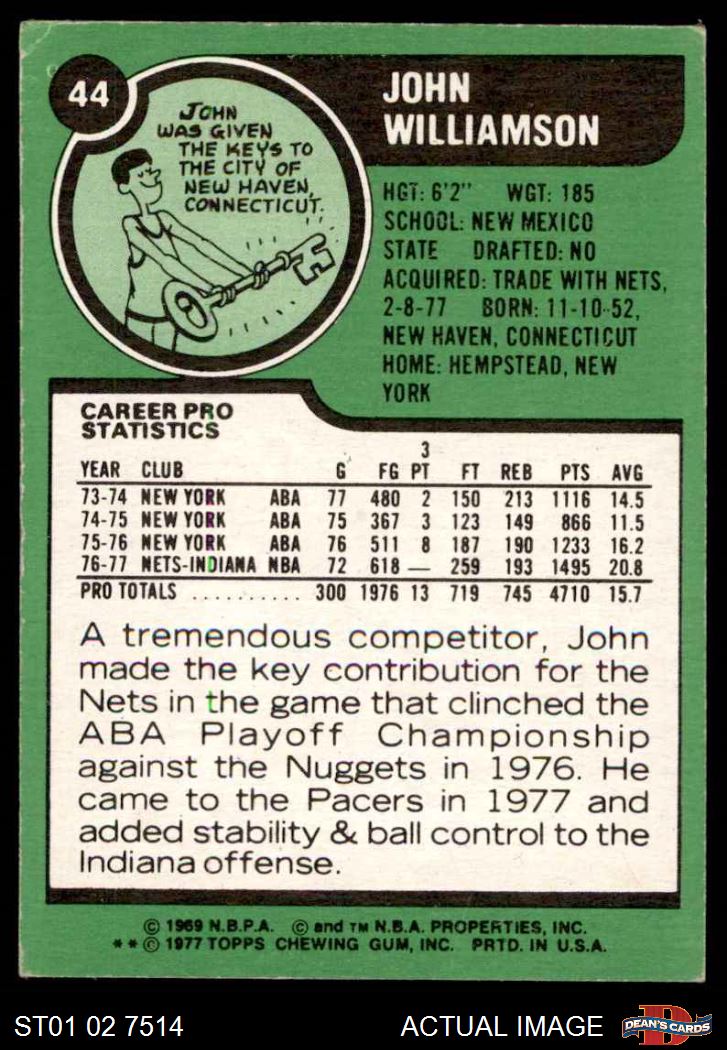 44
JOHN
WAS GIVEN
THE KEYS TO
THE CITY OF
NEW HAVEN,
CONNECTICUT.
JOHN
WILLIAMSON
HGT: 6'2" WGT: 185
SCHOOL: NEW MEXICO
STATE DRAFTED: NO
ACQUIRED: TRADE WITH NETS,
2-8-77 BORN: 11-10-52,
NEW HAVEN, CONNECTICUT
HOME: HEMPSTEAD, NEW
YORK
CAREER PRO
STATISTICS
3
YEAR CLUB G FG PT FT REB PTS AVG
73-74 NEW YORK ABA 77 480 2 150 213 1116 14.5
74-75 NEW YORK ABA 75 367 3 123 149 866 11.5
75-76 NEW YORK ABA 76 511 8 187 190 1233 16.2
76-77 NETS-INDIANA NBA 72 618 — 259 193 1495 20.8
PRO TOTALS .......... 300 1976 13 719 745 4710 15.7
A tremendous competitor, John
made the key contribution for the
Nets in the game that clinched the
ABA Playoff Championship
against the Nuggets in 1976. He
came to the Pacers in 1977 and
added stability & ball control to the
Indiana offense.
© 1969 N.B.P.A. © and TM N.B.A. PROPERTIES, INC.
**© 1977 TOPPS CHEWING GUM, INC. PRTD. IN U.S.A.
ST01 02 7514
ACTUAL IMAGE
D
DEAN'S CARDS